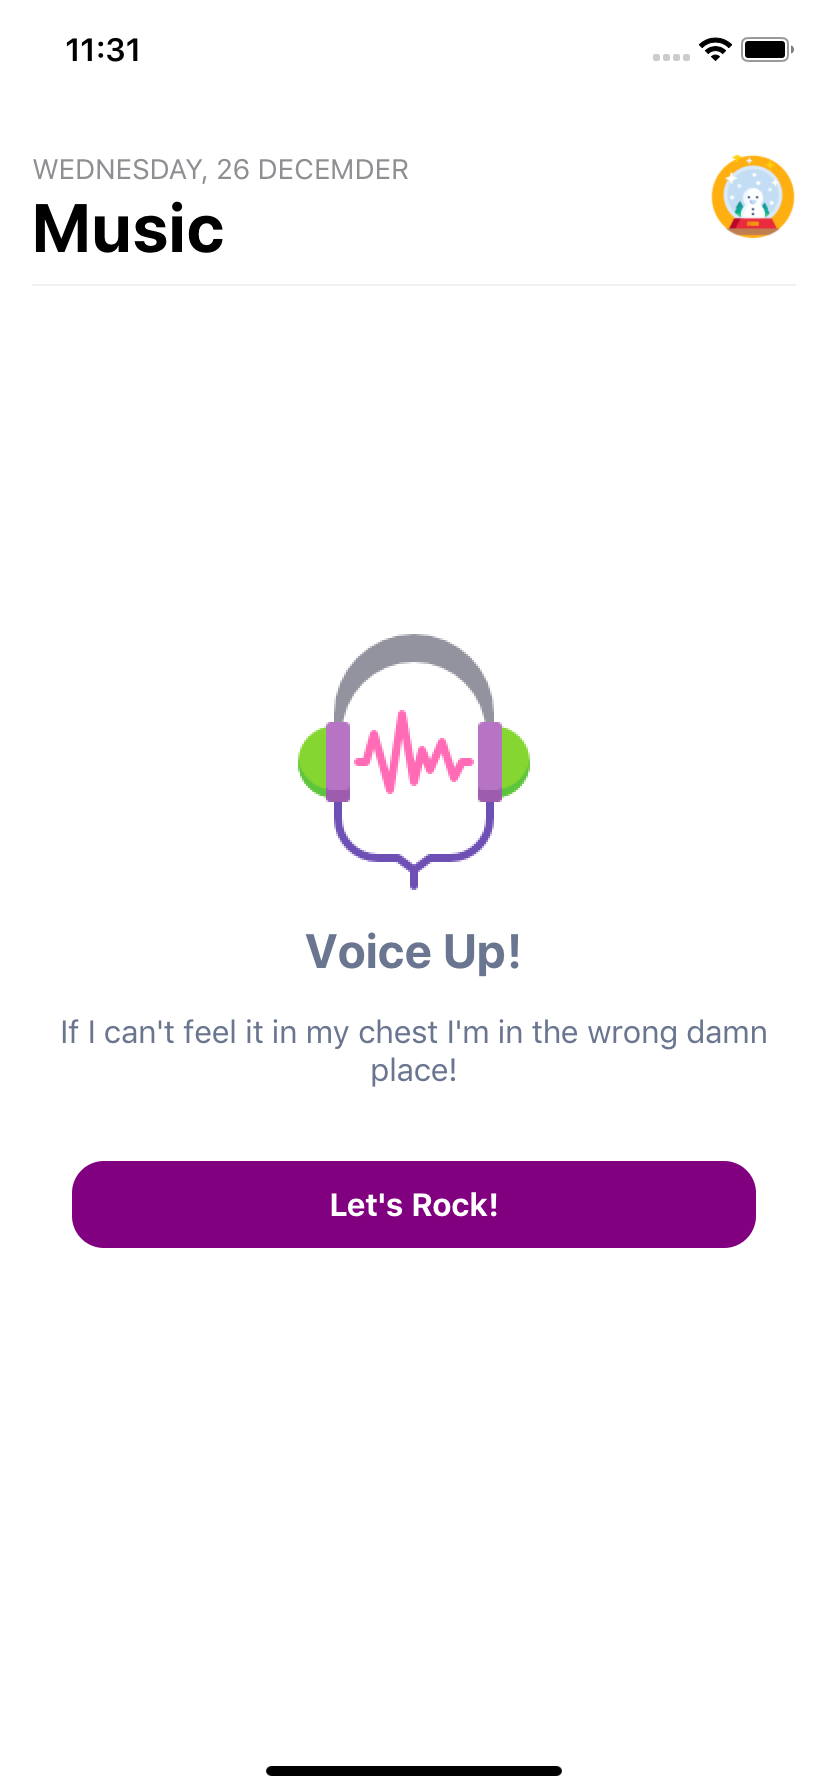 11:31
WEDNESDAY, 26 DECEMDER
Music
Voice Up!
If I can't feel it in my chest I'm in the wrong damn
place!
Let's Rock!